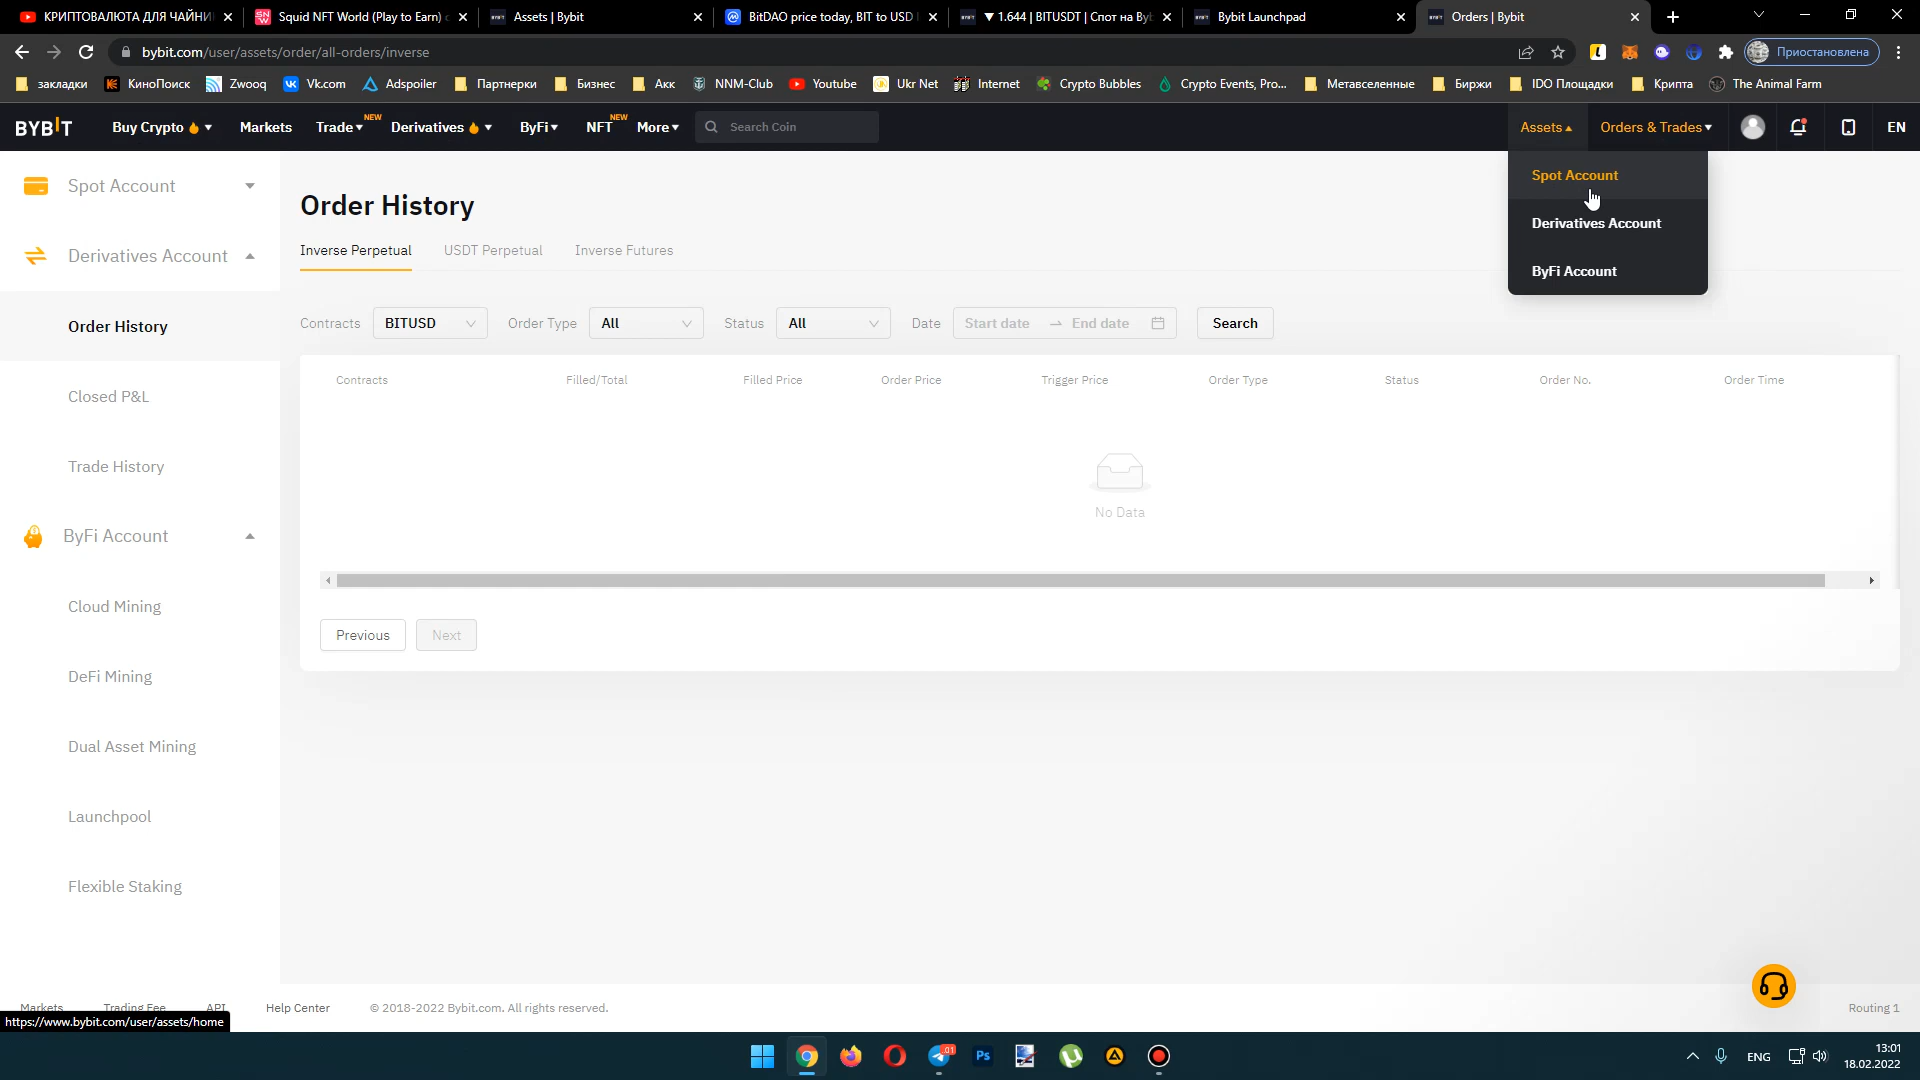 КРИПТОВАЛЮТА ДЛЯ ЧАЙНИ
Squid NFT World (Play to Earn)
Assets | Bybit
BitDAO price today, BIT to USD
▼ 1.644 | BITUSDT | Спот на Byb
Bybit Launchpad
Orders | Bybit
bybit.com/user/assets/order/all-orders/inverse
Приостановлена
закладки
КиноПоиск
Zwooq
Vk.com
Adspoiler
Партнерки
Бизнес
Акк
NNM-Club
Youtube
Ukr Net
Internet
Crypto Bubbles
Crypto Events, Pro...
Метавселенные
Биржи
IDO Площадки
Крипта
The Animal Farm
BYBIT
Buy Crypto
Markets
Trade
NEW
Derivatives
ByFi
NFT
NEW
More
Search Coin
Assets
Orders & Trades
EN
Spot Account
Derivatives Account
ByFi Account
Spot Account
Derivatives Account
Order History
Closed P&L
Trade History
ByFi Account
Cloud Mining
DeFi Mining
Dual Asset Mining
Launchpool
Flexible Staking
Order History
Inverse Perpetual USDT Perpetual Inverse Futures
Contracts BITUSD Order Type All Status All Date Start date → End date Search
Contracts Filled/Total Filled Price Order Price Trigger Price Order Type Status Order No. Order Time
No Data
Previous Next
Markets Trading Fee API Help Center © 2018-2022 Bybit.com. All rights reserved.
Routing 1
https://www.bybit.com/user/assets/home
Ps
ENG
13:01
18.02.2022